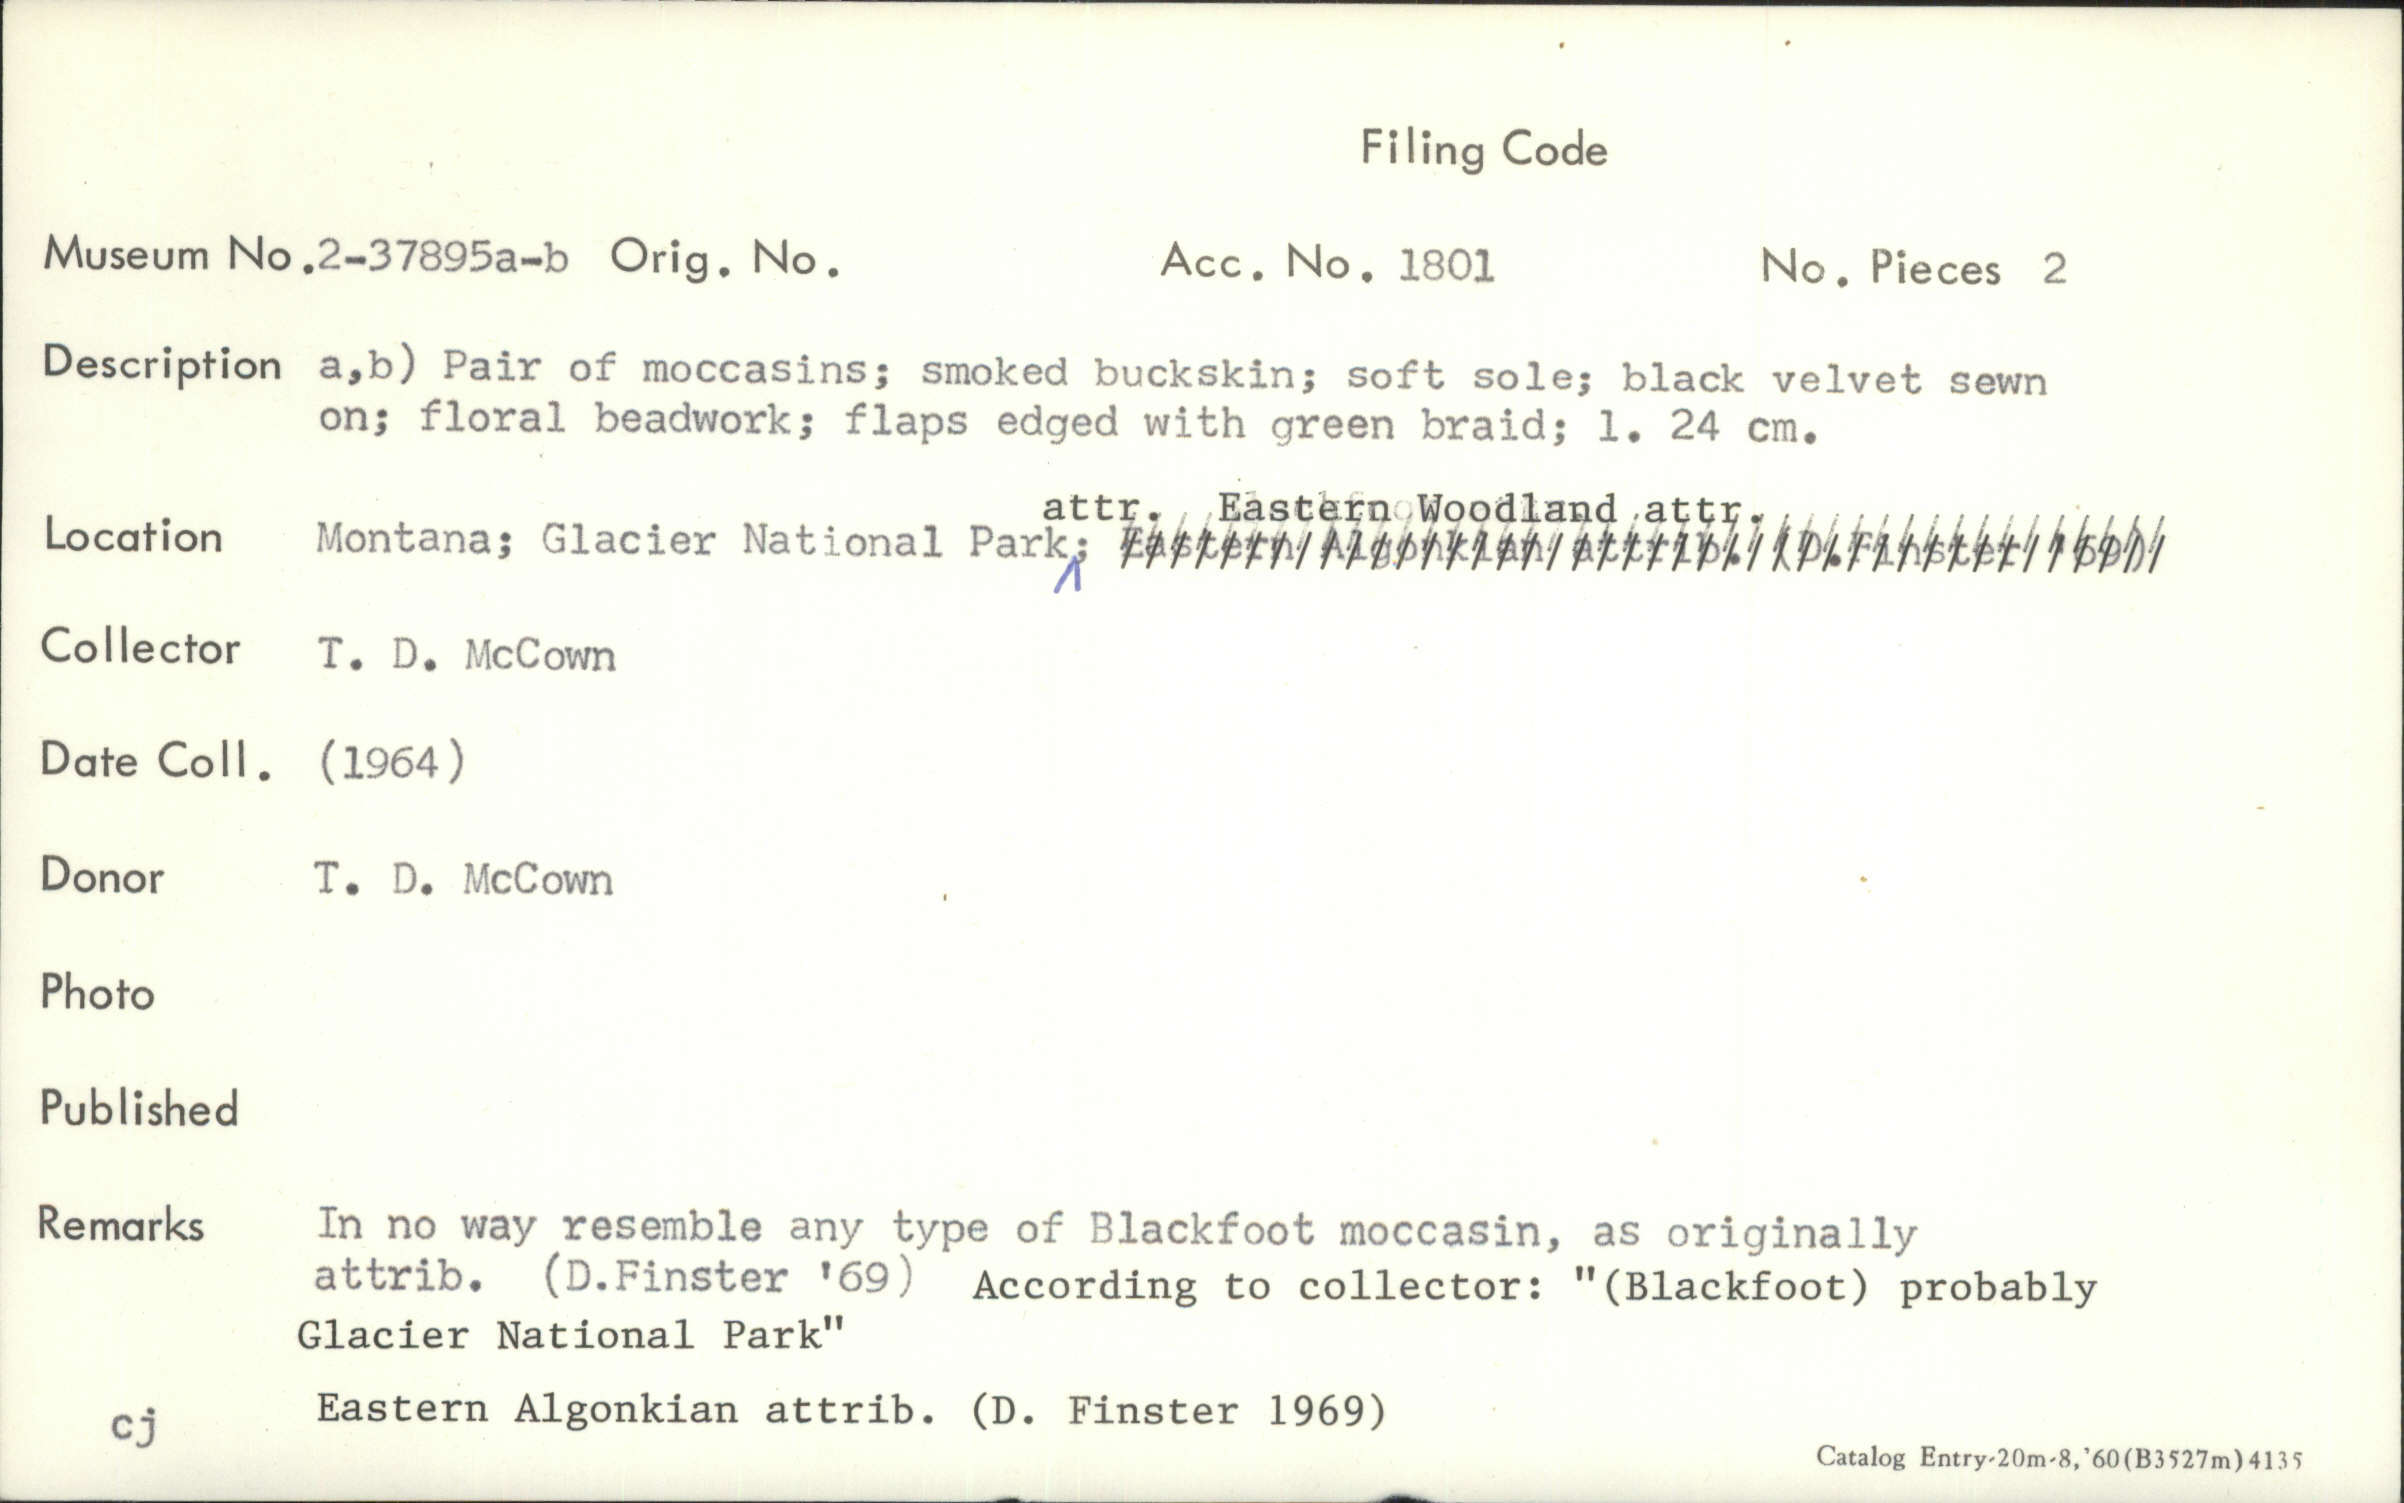 Filing Code
Museum No. 2-37895a-b Orig. No. Acc. No. 1801 No. Pieces 2
Description a,b) Pair of moccasins; smoked buckskin; soft sole; black velvet sewn
on; floral beadwork; flaps edged with green braid; l. 24 cm.
attr. Eastern Woodland attr.
Location Montana; Glacier National Park; Eastern Algonkian attrib. (D.Finster '69)
Collector T. D. McCown
Date Coll. (1964)
Donor T. D. McCown
Photo
Published
Remarks In no way resemble any type of Blackfoot moccasin, as originally
attrib. (D.Finster '69) According to collector: "(Blackfoot) probably
Glacier National Park"
Eastern Algonkian attrib. (D. Finster 1969)
cj
Catalog Entry-20m-8,'60(B3527m)4135